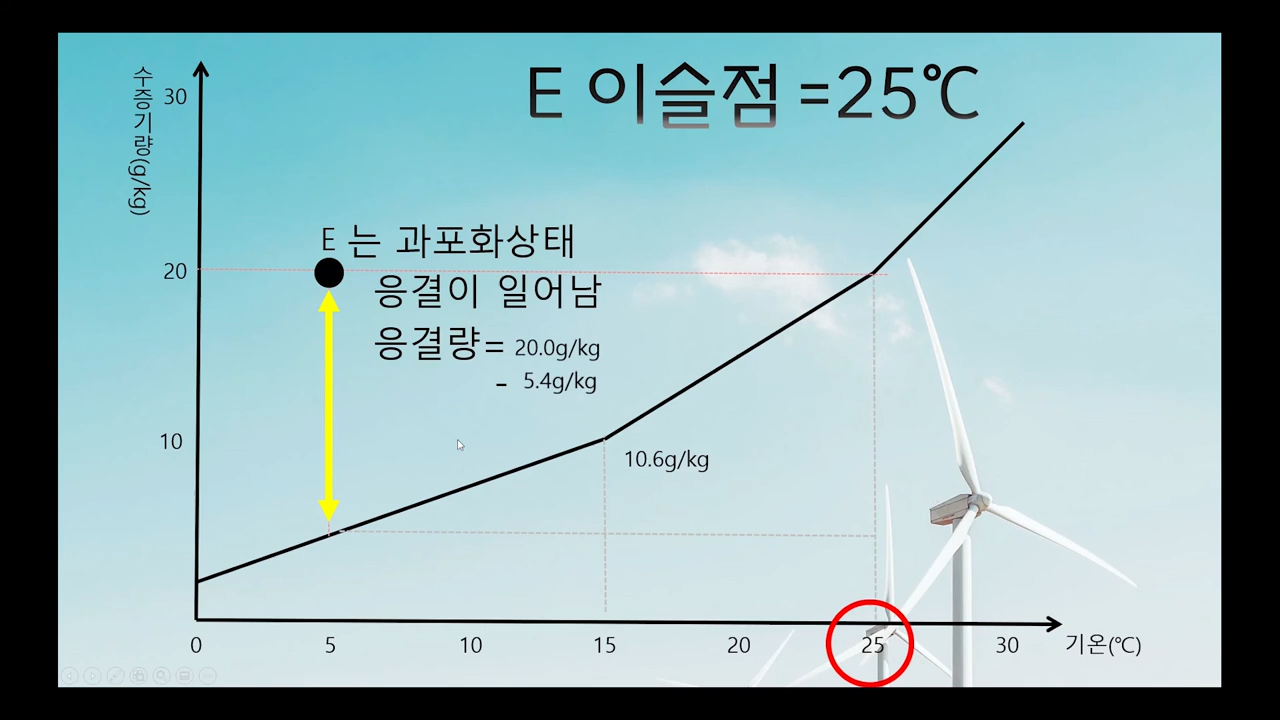 E 이슬점 =25℃
수증기량(g/kg)
30
20
10
E 는 과포화상태
응결이 일어남
응결량= 20.0g/kg
- 5.4g/kg
10.6g/kg
0 5 10 15 20 25 30 기온(℃)